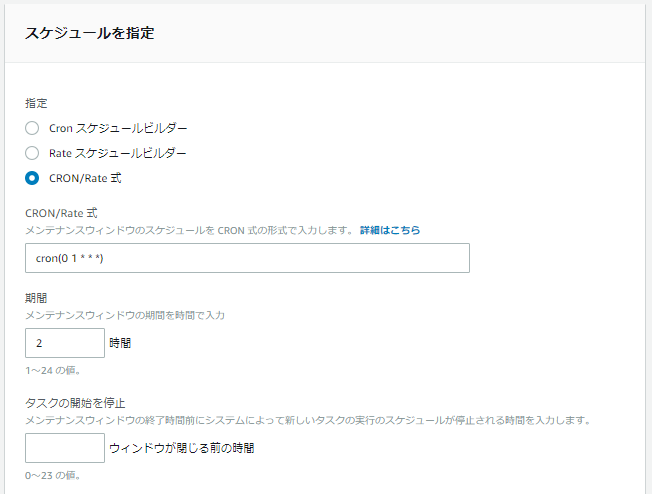 スケジュールを指定
指定
Cron スケジュールビルダー
Rate スケジュールビルダー
CRON/Rate 式
CRON/Rate 式
メンテナンスウィンドウのスケジュールを CRON 式の形式で入力します。 詳細はこちら
cron(0 1 * * *)
期間
メンテナンスウィンドウの期間を時間で入力
2 時間
1～24 の値。
タスクの開始を停止
メンテナンスウィンドウの終了時間前にシステムによって新しいタスクの実行のスケジュールが停止される時間を入力します。
ウィンドウが閉じる前の時間
0～23 の値。